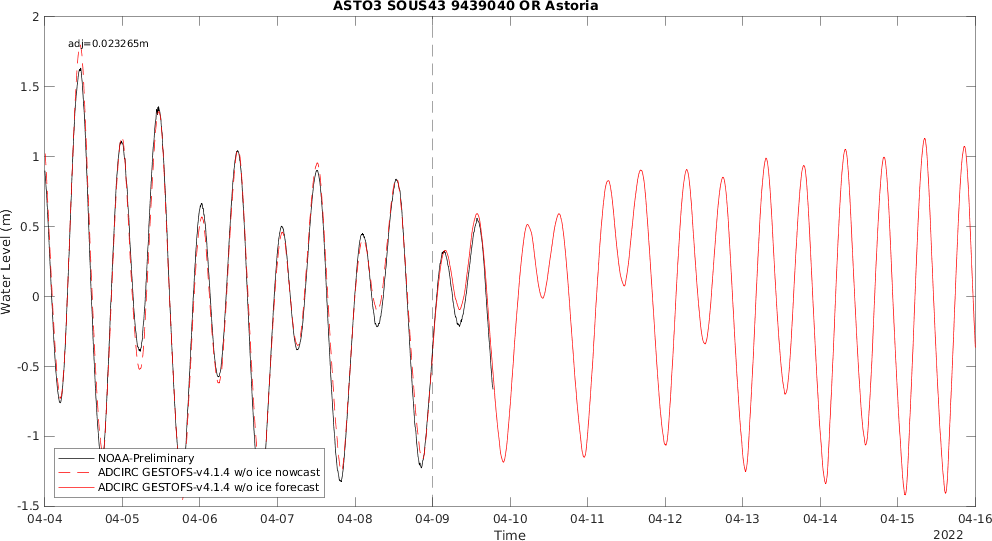 ASTO3 SOUS43 9439040 OR Astoria
adj=0.023265m
Water Level (m)
2
1.5
1
0.5
0
-0.5
-1
-1.5
NOAA-Preliminary
ADCIRC GESTOFS-v4.1.4 w/o ice nowcast
ADCIRC GESTOFS-v4.1.4 w/o ice forecast
04-04 04-05 04-06 04-07 04-08 04-09 04-10 04-11 04-12 04-13 04-14 04-15 04-16
Time
2022